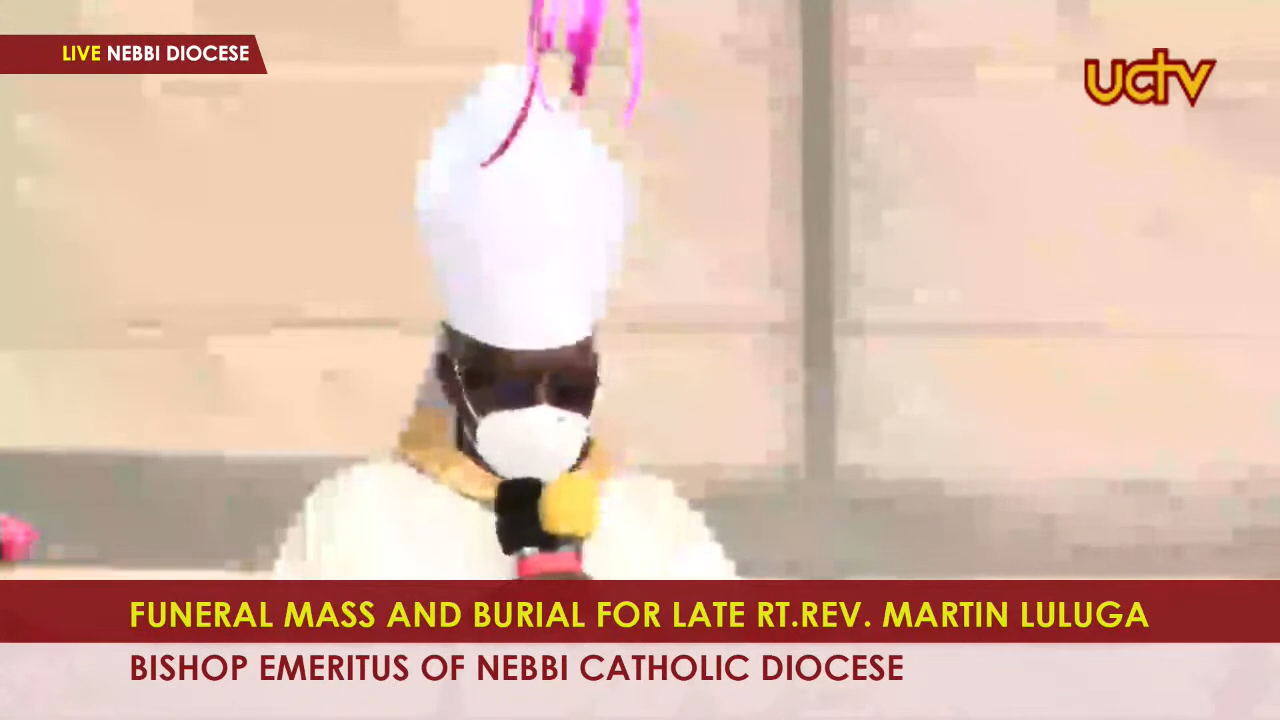 LIVE NEBBI DIOCESE
uctv
FUNERAL MASS AND BURIAL FOR LATE RT.REV. MARTIN LULUGA
BISHOP EMERITUS OF NEBBI CATHOLIC DIOCESE